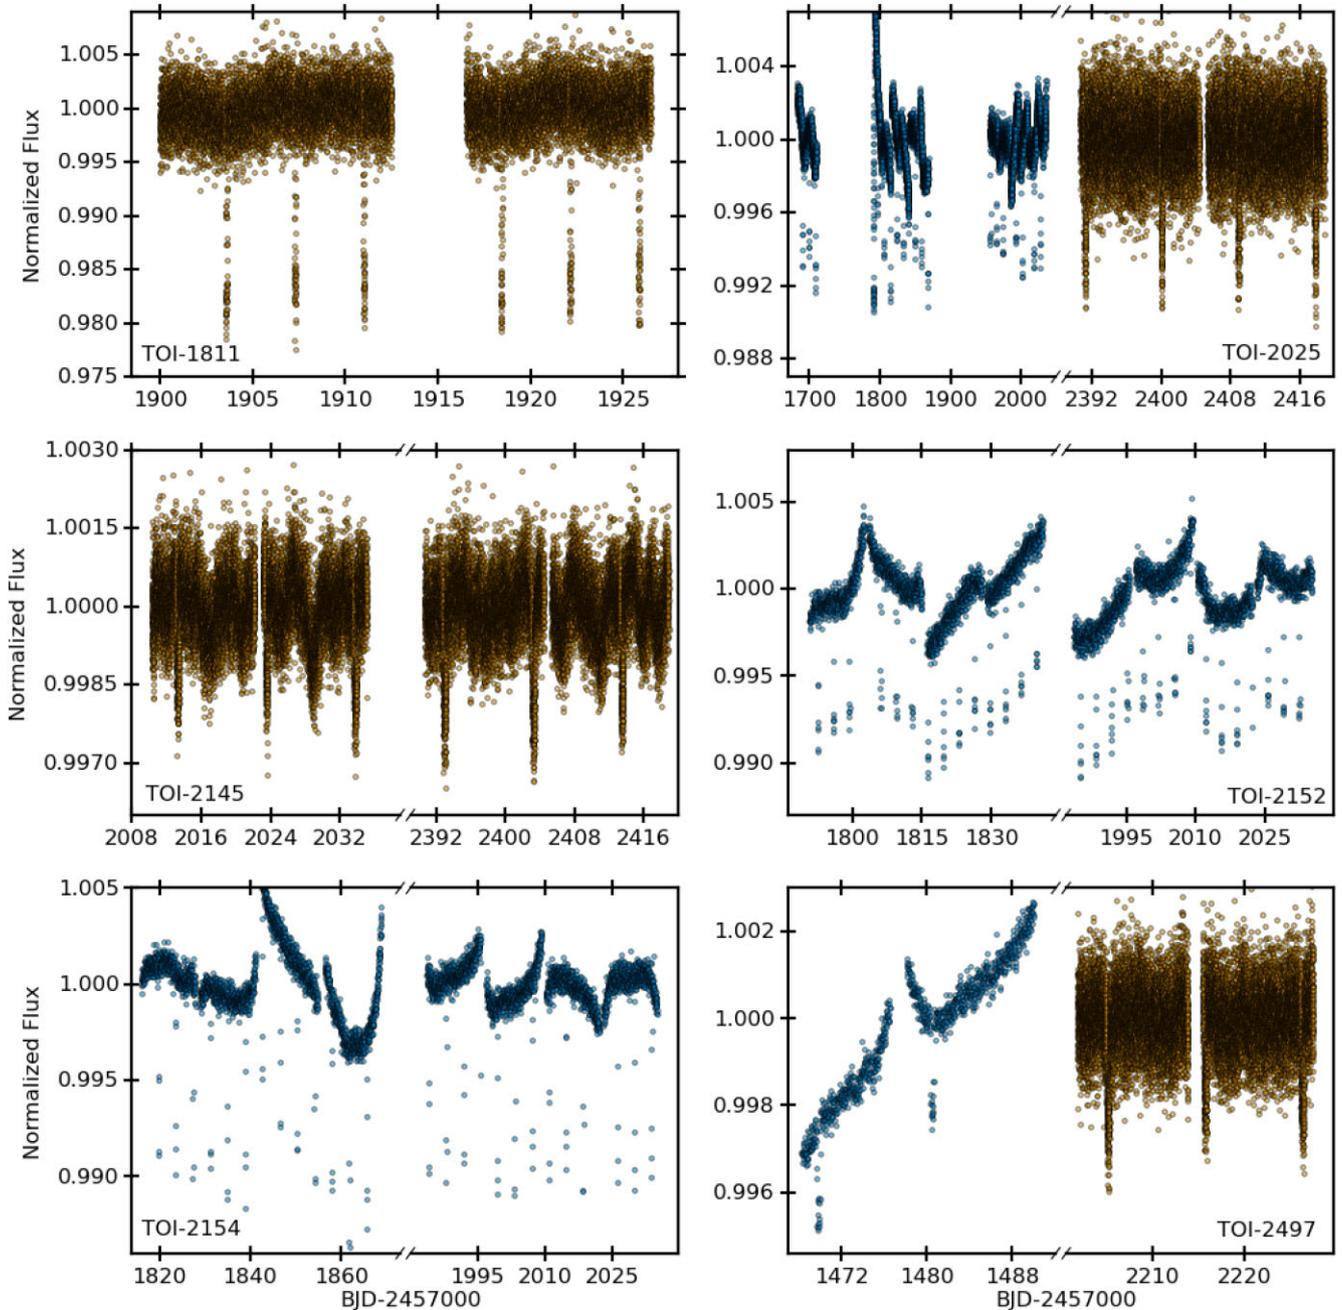 Normalized Flux
1.005
1.000
0.995
0.990
0.985
0.980
0.975
TOI-1811
1900 1905 1910 1915 1920 1925
1.004
1.000
0.996
0.992
0.988
TOI-2025
1700 1800 1900 2000 2392 2400 2408 2416
Normalized Flux
1.0030
1.0015
1.0000
0.9985
0.9970
TOI-2145
2008 2016 2024 2032 2392 2400 2408 2416
1.005
1.000
0.995
0.990
TOI-2152
1800 1815 1830 1995 2010 2025
Normalized Flux
1.005
1.000
0.995
0.990
TOI-2154
1820 1840 1860 1995 2010 2025
BJD-2457000
1.002
1.000
0.998
0.996
TOI-2497
1472 1480 1488 2210 2220
BJD-2457000